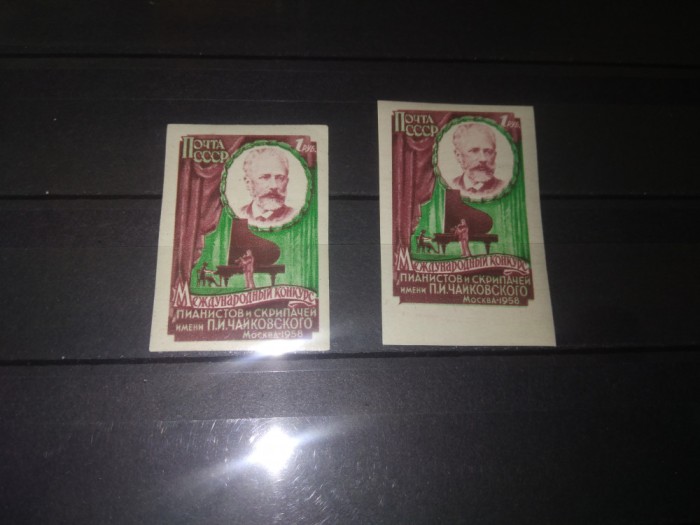 ПОЧТА
СССР
1 РУБ.
МЕЖДУНАРОДНЫЙ КОНКУРС
ПИАНИСТОВ И СКРИПАЧЕЙ
ИМЕНИ П.И.ЧАЙКОВСКОГО
МОСКВА·1958
ПОЧТА
СССР
1 РУБ.
МЕЖДУНАРОДНЫЙ КОНКУРС
ПИАНИСТОВ И СКРИПАЧЕЙ
ИМЕНИ П.И.ЧАЙКОВСКОГО
МОСКВА·1958